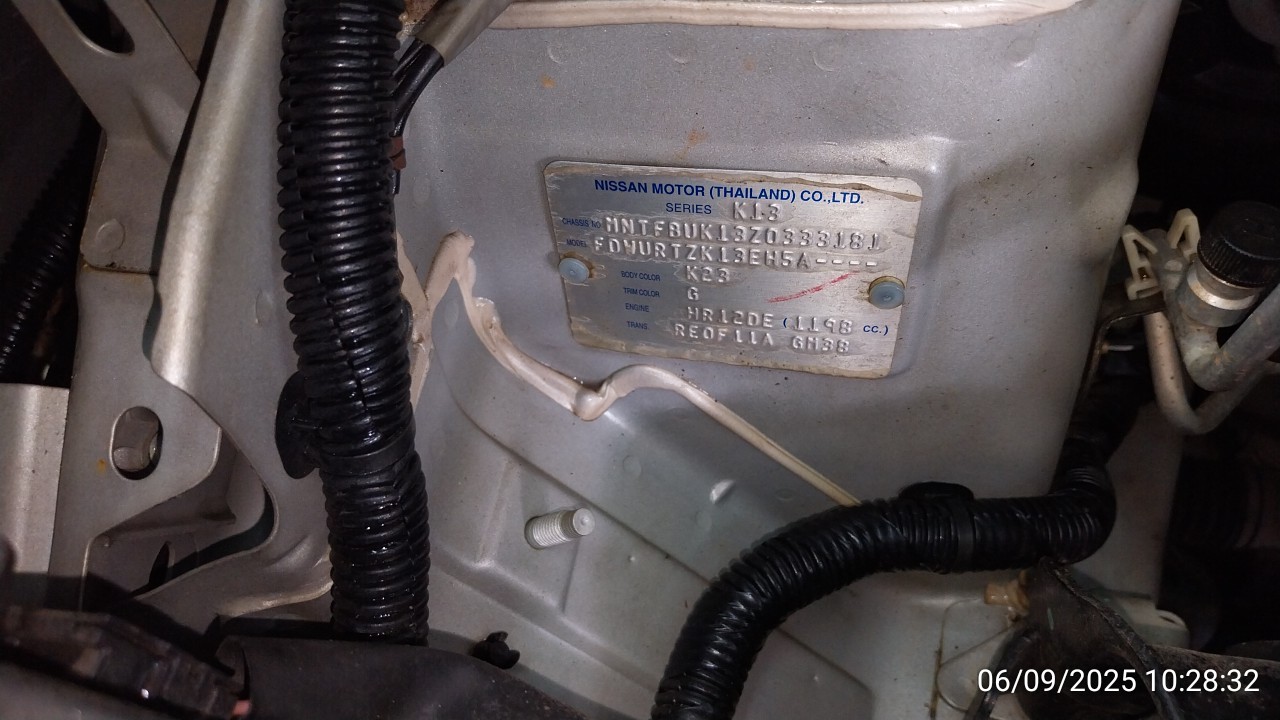 NISSAN MOTOR (THAILAND) CO.,LTD.
SERIES K13
CHASSIS NO MNTFBUK13Z0333181
MODEL FDWURTZK13EH5A----
BODY COLOR K23
TRIM COLOR G
ENGINE HR12DE (1198 CC.)
TRANS. RE0F11A GM38
06/09/2025 10:28:32